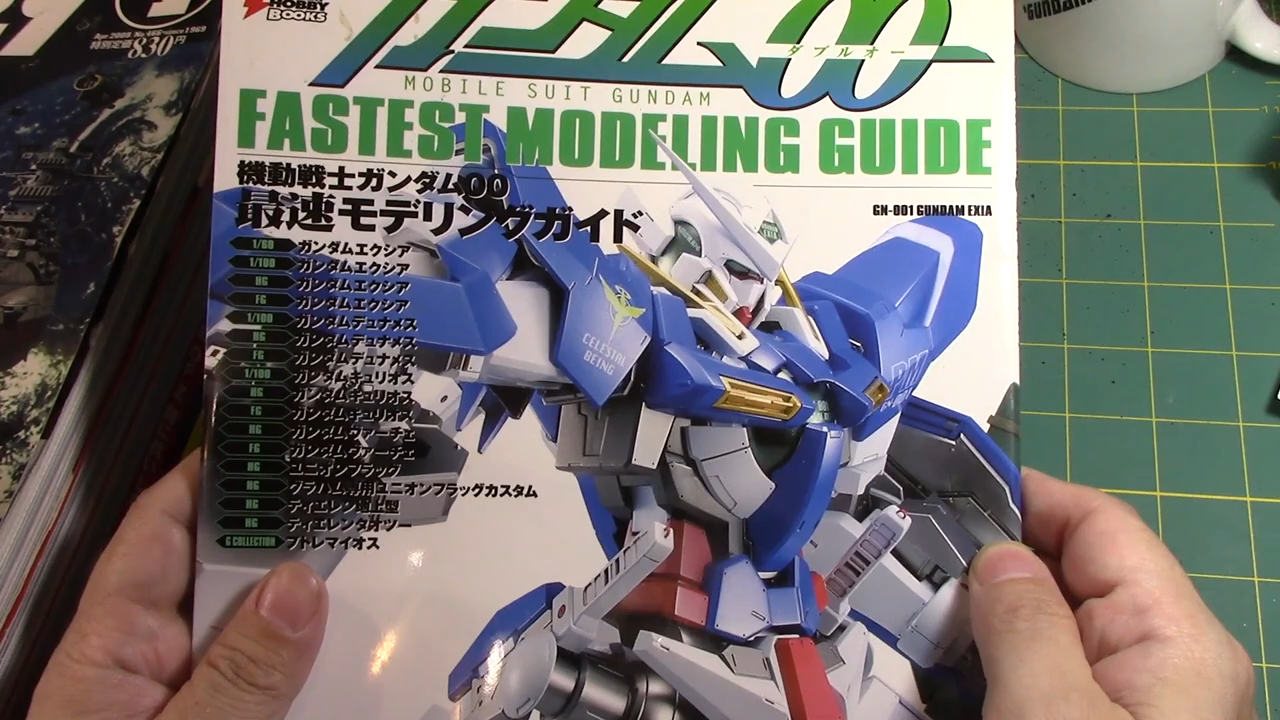 HOBBY
BOOKS
Apr.2008 No.466 since 1969
特別定価830円
ガンダム00
ダブルオー
MOBILE SUIT GUNDAM
FASTEST MODELING GUIDE
機動戦士ガンダム00
最速モデリングガイド
GN-001 GUNDAM EXIA
1/60 ガンダムエクシア
1/100 ガンダムエクシア
HG ガンダムエクシア
FG ガンダムエクシア
1/100 ガンダムデュナメス
HG ガンダムデュナメス
FG ガンダムデュナメス
1/100 ガンダムキュリオス
HG ガンダムキュリオス
FG ガンダムキュリオス
HG ガンダムヴァーチェ
FG ガンダムヴァーチェ
HG ユニオンフラッグ
HG グラハム専用ユニオンフラッグカスタム
HG ティエレン地上型
HG ティエレンタオツー
G COLLECTION プトレマイオス
CELESTIAL
BEING
GUNDAM